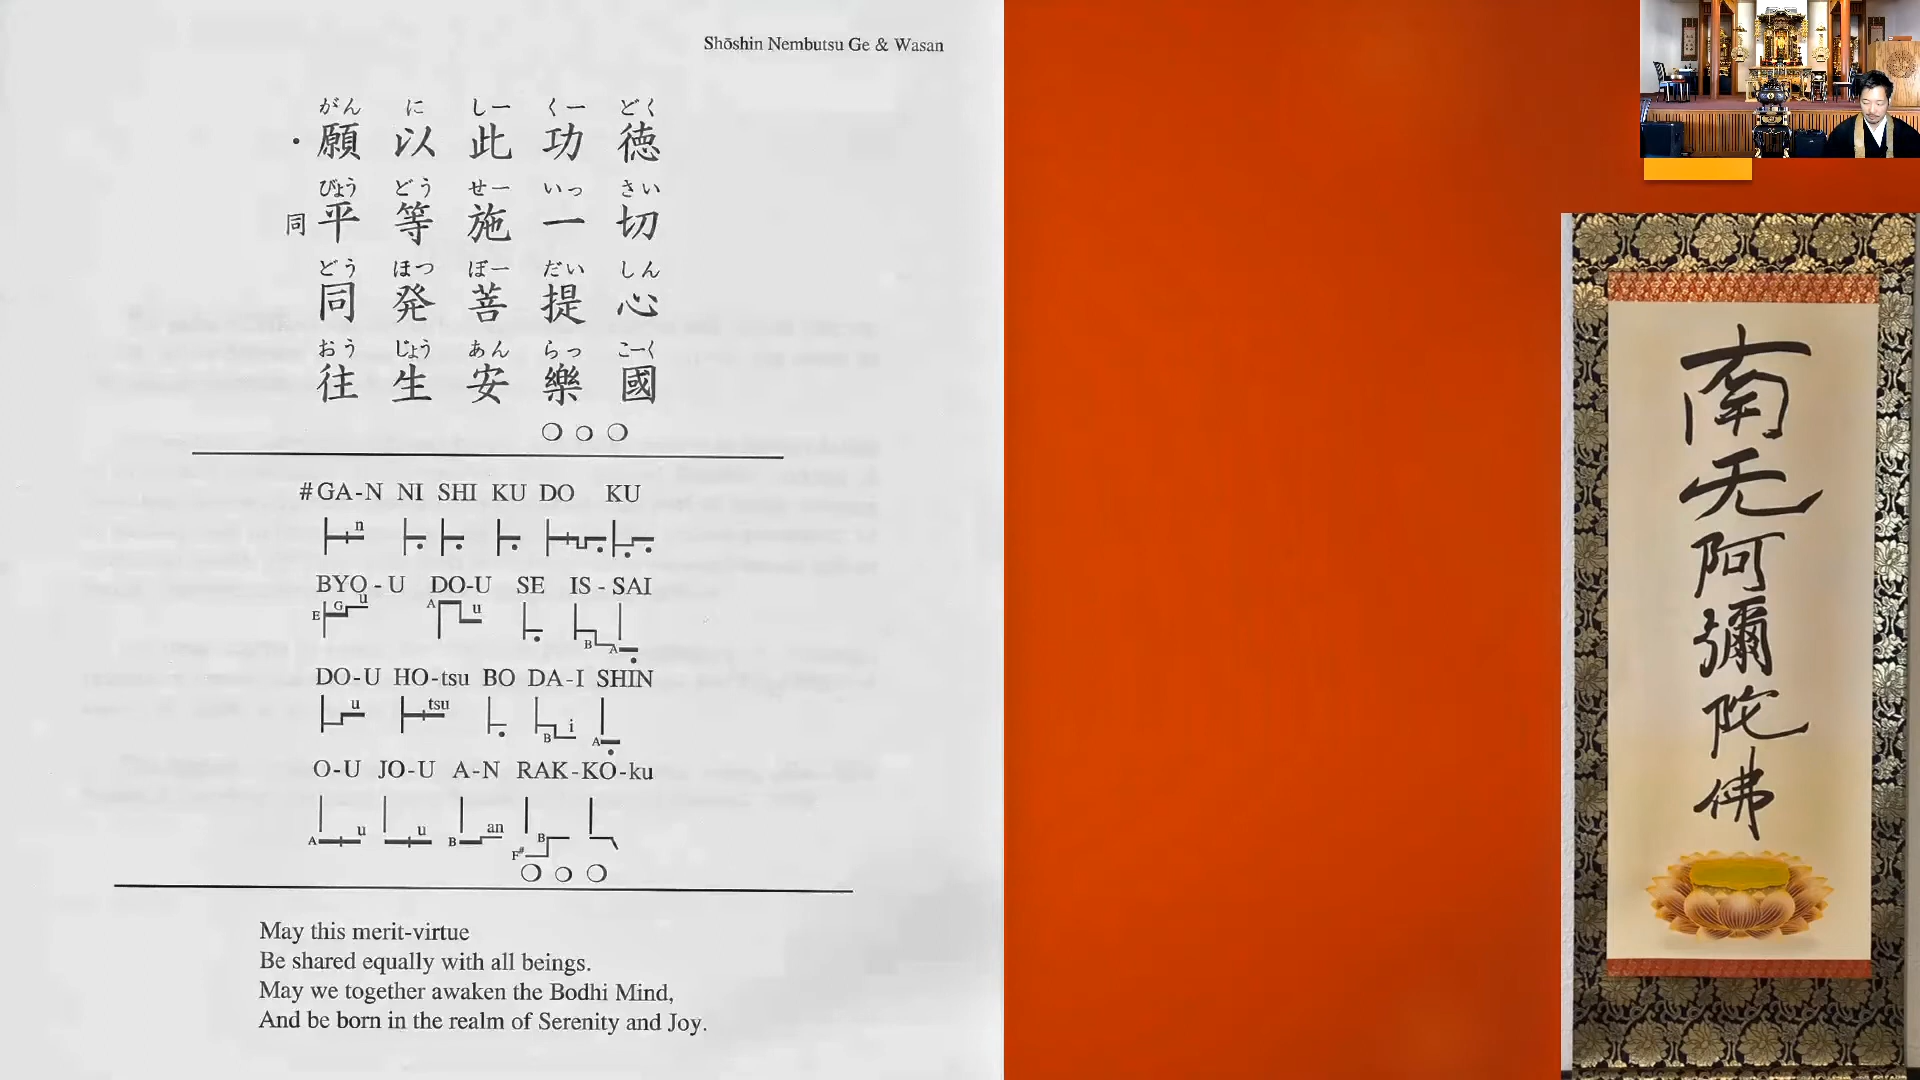 Shōshin Nembutsu Ge & Wasan
がん に しー くー どく
・願 以 此 功 徳
びょう どう せー いっ さい
同 平 等 施 一 切
どう ほつ ぼー だい しん
同 発 菩 提 心
おう じょう あん らっ こーく
往 生 安 樂 國
○ ○ ○
#GA-N NI SHI KU DO KU
n
BYO-U DO-U SE IS-SAI
E G u A u B A
DO-U HO-tsu BO DA-I SHIN
u tsu B i A
O-U JO-U A-N RAK-KO-ku
A u u B an F# B
○ ○ ○
May this merit-virtue
Be shared equally with all beings.
May we together awaken the Bodhi Mind,
And be born in the realm of Serenity and Joy.
南无阿彌陀佛